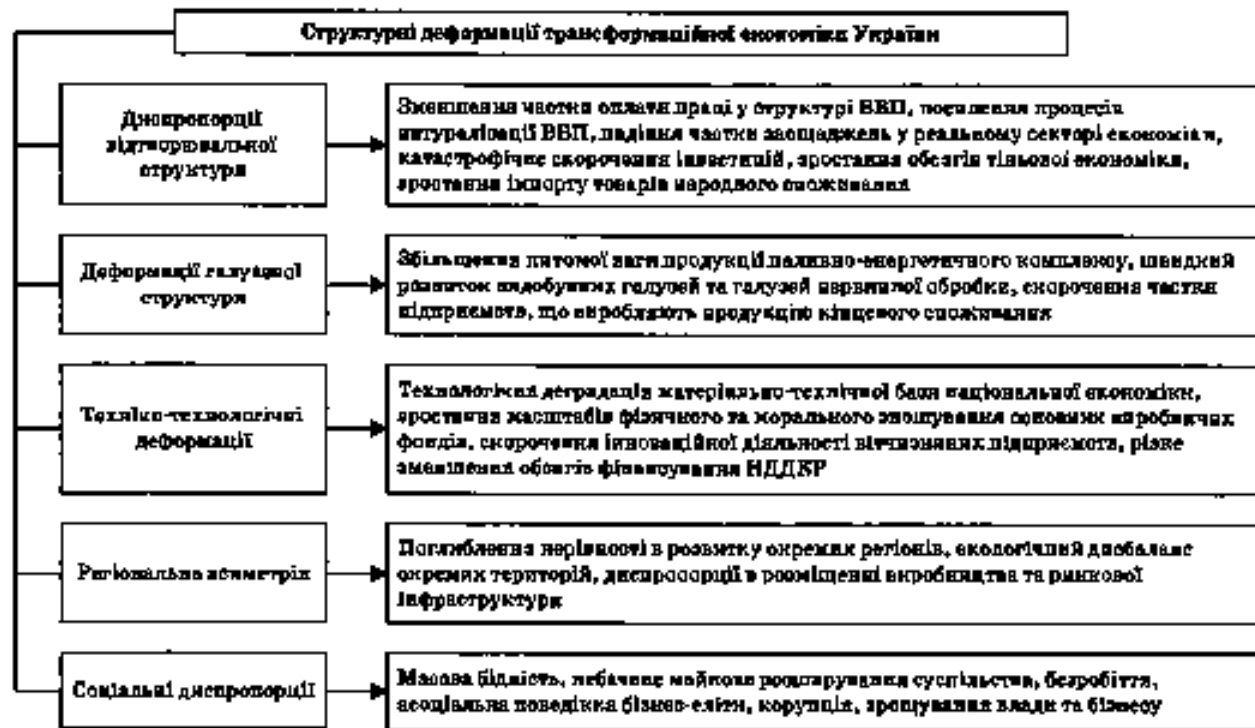 Структурні деформації трансформаційної економіки України
Диспропорції
відтворювальної
структури
Зменшення частки оплати праці у структурі ВВП, посилення процесів
натуралізації ВВП, падіння частки заощаджень у реальному секторі економіки,
катастрофічне скорочення інвестицій, зростання обсягів тіньової економіки,
зростання імпорту товарів народного споживання
Деформації галузевої
структури
Збільшення питомої ваги продукції паливно-енергетичного комплексу, швидкий
розвиток видобувних галузей та галузей первинної обробки, скорочення частки
підприємств, що виробляють продукцію кінцевого споживання
Техніко-технологічні
деформації
Технологічна деградація матеріально-технічної бази національної економіки,
зростання масштабів фізичного та морального зношування основних виробничих
фондів, скорочення інноваційної діяльності вітчизняних підприємств, різке
зменшення обсягів фінансування НДДКР
Регіональна асиметрія
Поглиблення нерівності в розвитку окремих регіонів, екологічний дисбаланс
окремих територій, диспропорції в розміщенні виробництва та ринкової
інфраструктури
Соціальні диспропорції
Масова бідність, небачене майнове розшарування суспільства, безробіття,
асоціальна поведінка бізнес-еліти, корупція, зрощування влади та бізнесу